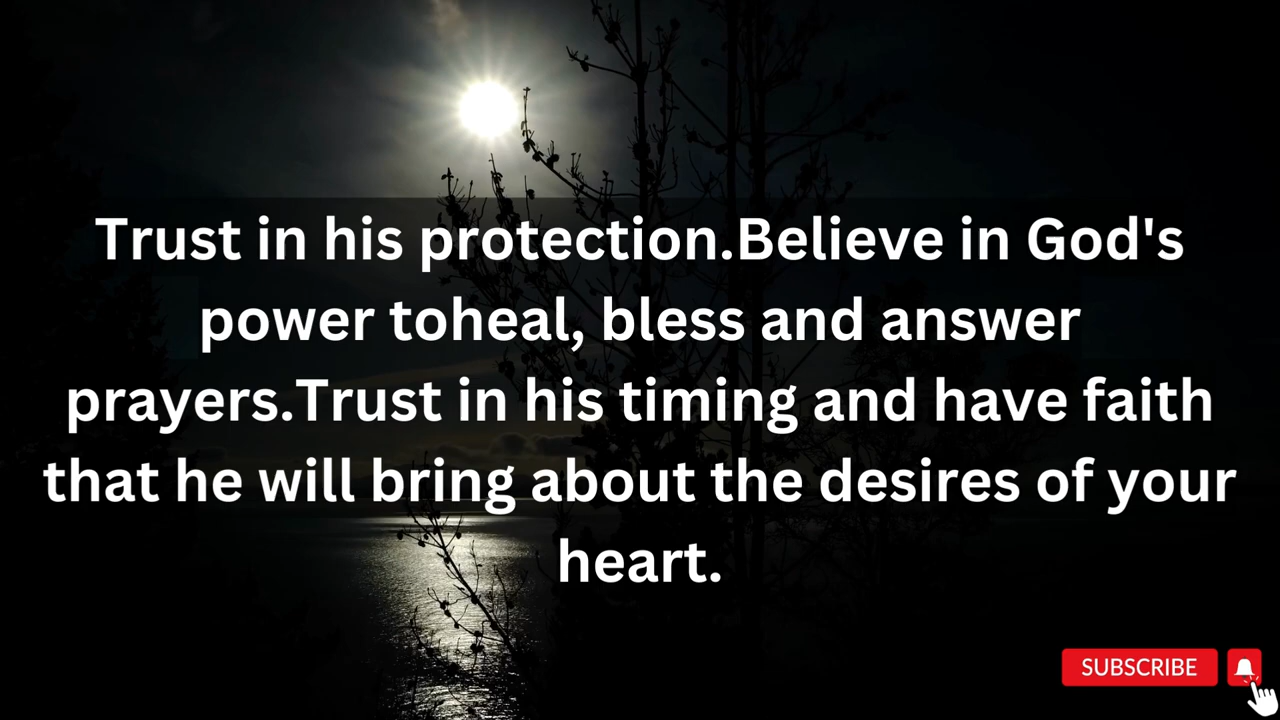 Trust in his protection.Believe in God's
power toheal, bless and answer
prayers.Trust in his timing and have faith
that he will bring about the desires of your
heart.
SUBSCRIBE